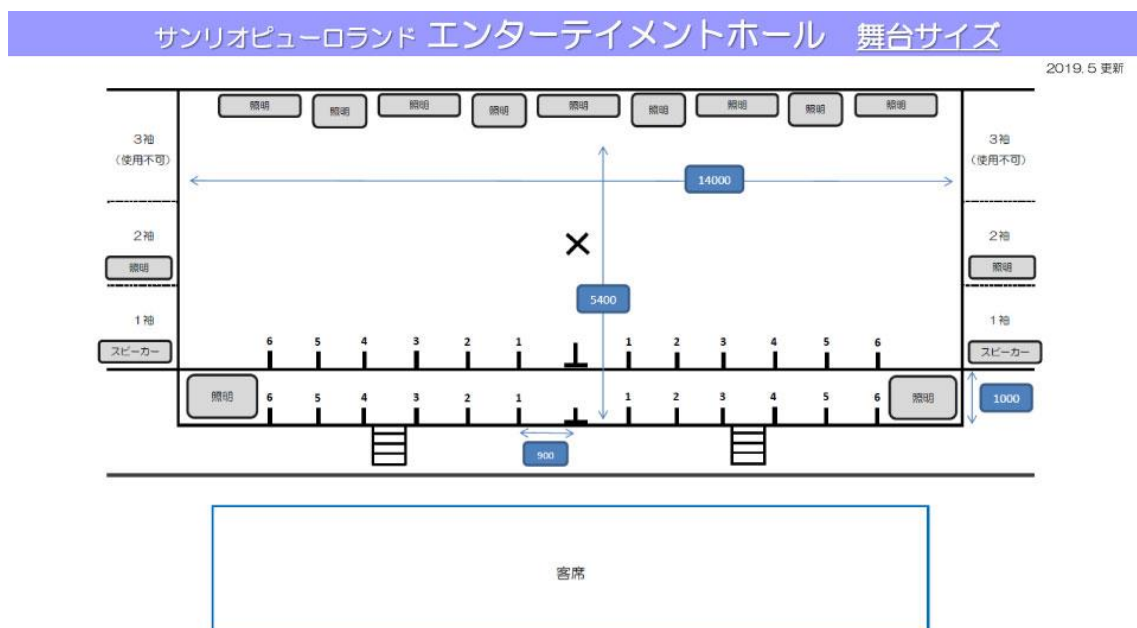 サンリオピューロランド エンターテイメントホール 舞台サイズ
2019.5 更新
照明 照明 照明 照明 照明 照明 照明 照明 照明
3袖
(使用不可)
3袖
(使用不可)
14000
2袖
照明
2袖
照明
5400
1袖
スピーカー
1袖
スピーカー
6 5 4 3 2 1 1 2 3 4 5 6
照明 6 5 4 3 2 1 1 2 3 4 5 6 照明
1000
900
客席